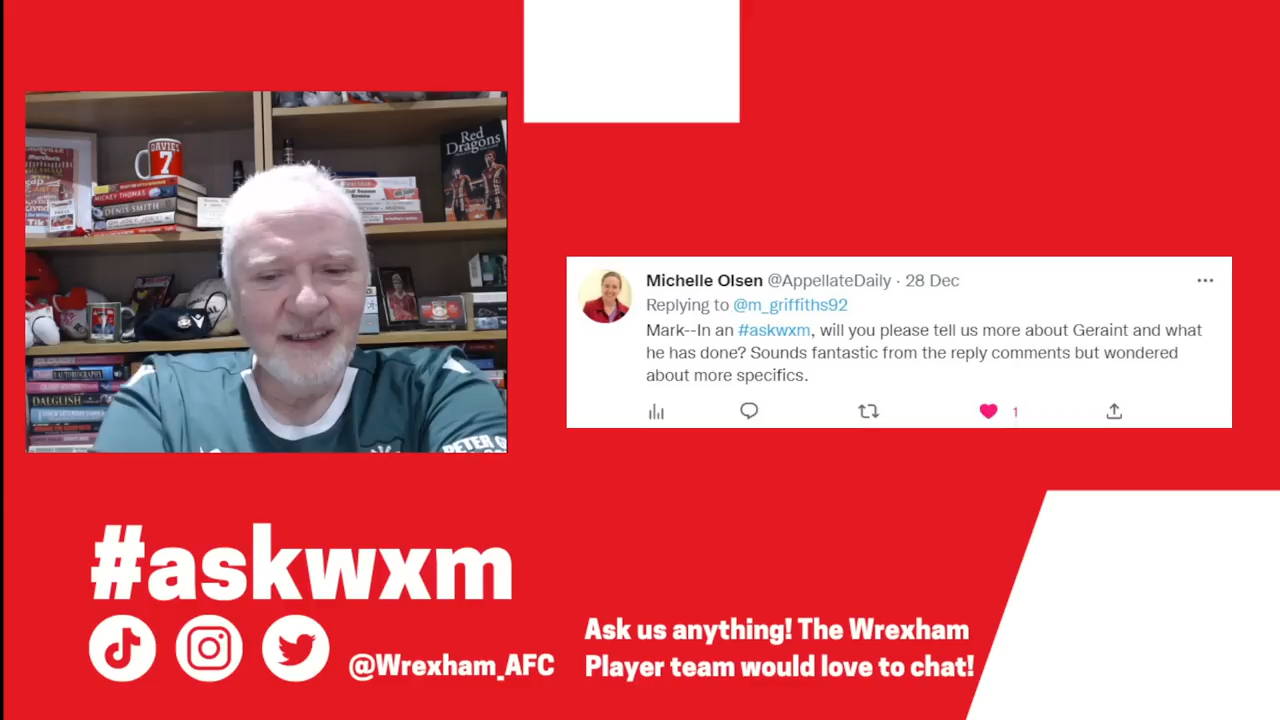 Red
Dragons
DAVIES
7
MICKEY THOMAS
DENIS SMITH
AUTOBIOGRAPHY
DALGLISH
PETER
Michelle Olsen @AppellateDaily · 28 Dec
Replying to @m_griffiths92
Mark--In an #askwxm, will you please tell us more about Geraint and what
he has done? Sounds fantastic from the reply comments but wondered
about more specifics.
1
#askwxm
@Wrexham_AFC
Ask us anything! The Wrexham
Player team would love to chat!